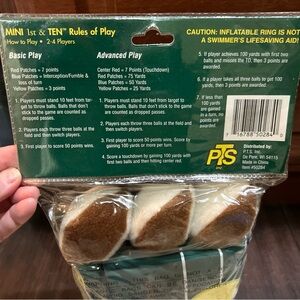 MINI 1st & TEN™ Rules of Play
How to Play • 2-4 Players
Basic Play
Red Patches = 7 points
Blue Patches = Interception/Fumble &
loss of turn
Yellow Patches = 3 points
1. Players must stand 10 feet from tar-
get to throw balls. Balls that don't stick
to the game are counted as
dropped passes.
2. Players each throw three balls at the
field and then switch players.
3. First player to score 50 points wins.
Advanced Play
Center Red = 7 Points (Touchdown)
Red Patches = 75 Yards
Blue Patches = 50 Yards
Yellow Patches = 25 Yards
1. Players must stand 10 feet from
target to throw balls. Balls that don't
stick to the game are counted as
dropped passes.
2. Players each throw three balls at the
field then switch players.
3. First player to score 50 points wins. Score by
gaining 100 yards or more per turn.
4. Score a touchdown by gaining 100 yards with
first two balls and then hitting center red.
CAUTION: INFLATABLE RING IS NOT
A SWIMMER'S LIFESAVING AID!
5. If player achieves 100 yards with first two
balls and misses the TD, then 3 points are
awarded.
6. If a player takes all three balls to get 100
yards, then 3 points are awarded.
7. If less than
100 yards
are gained
in a turn, no
points are
awarded.
16788 50284
PTS
Distributed by:
P.T.S. Inc.
De Pere, WI 54115
Made in China
Item #50284